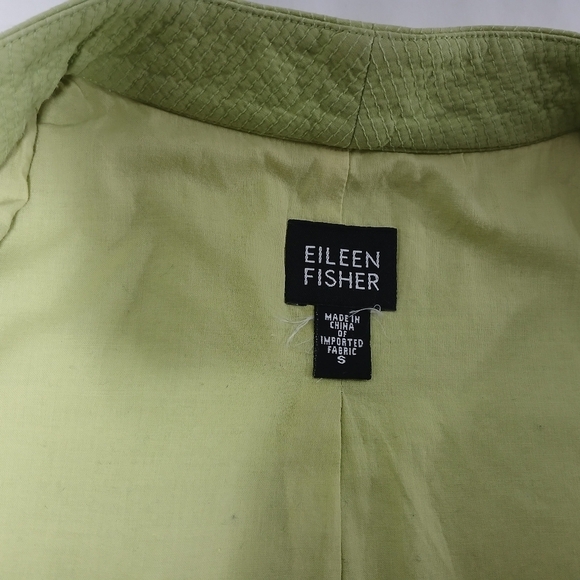 EILEEN
FISHER
MADE IN
CHINA
OF
IMPORTED
FABRIC
S